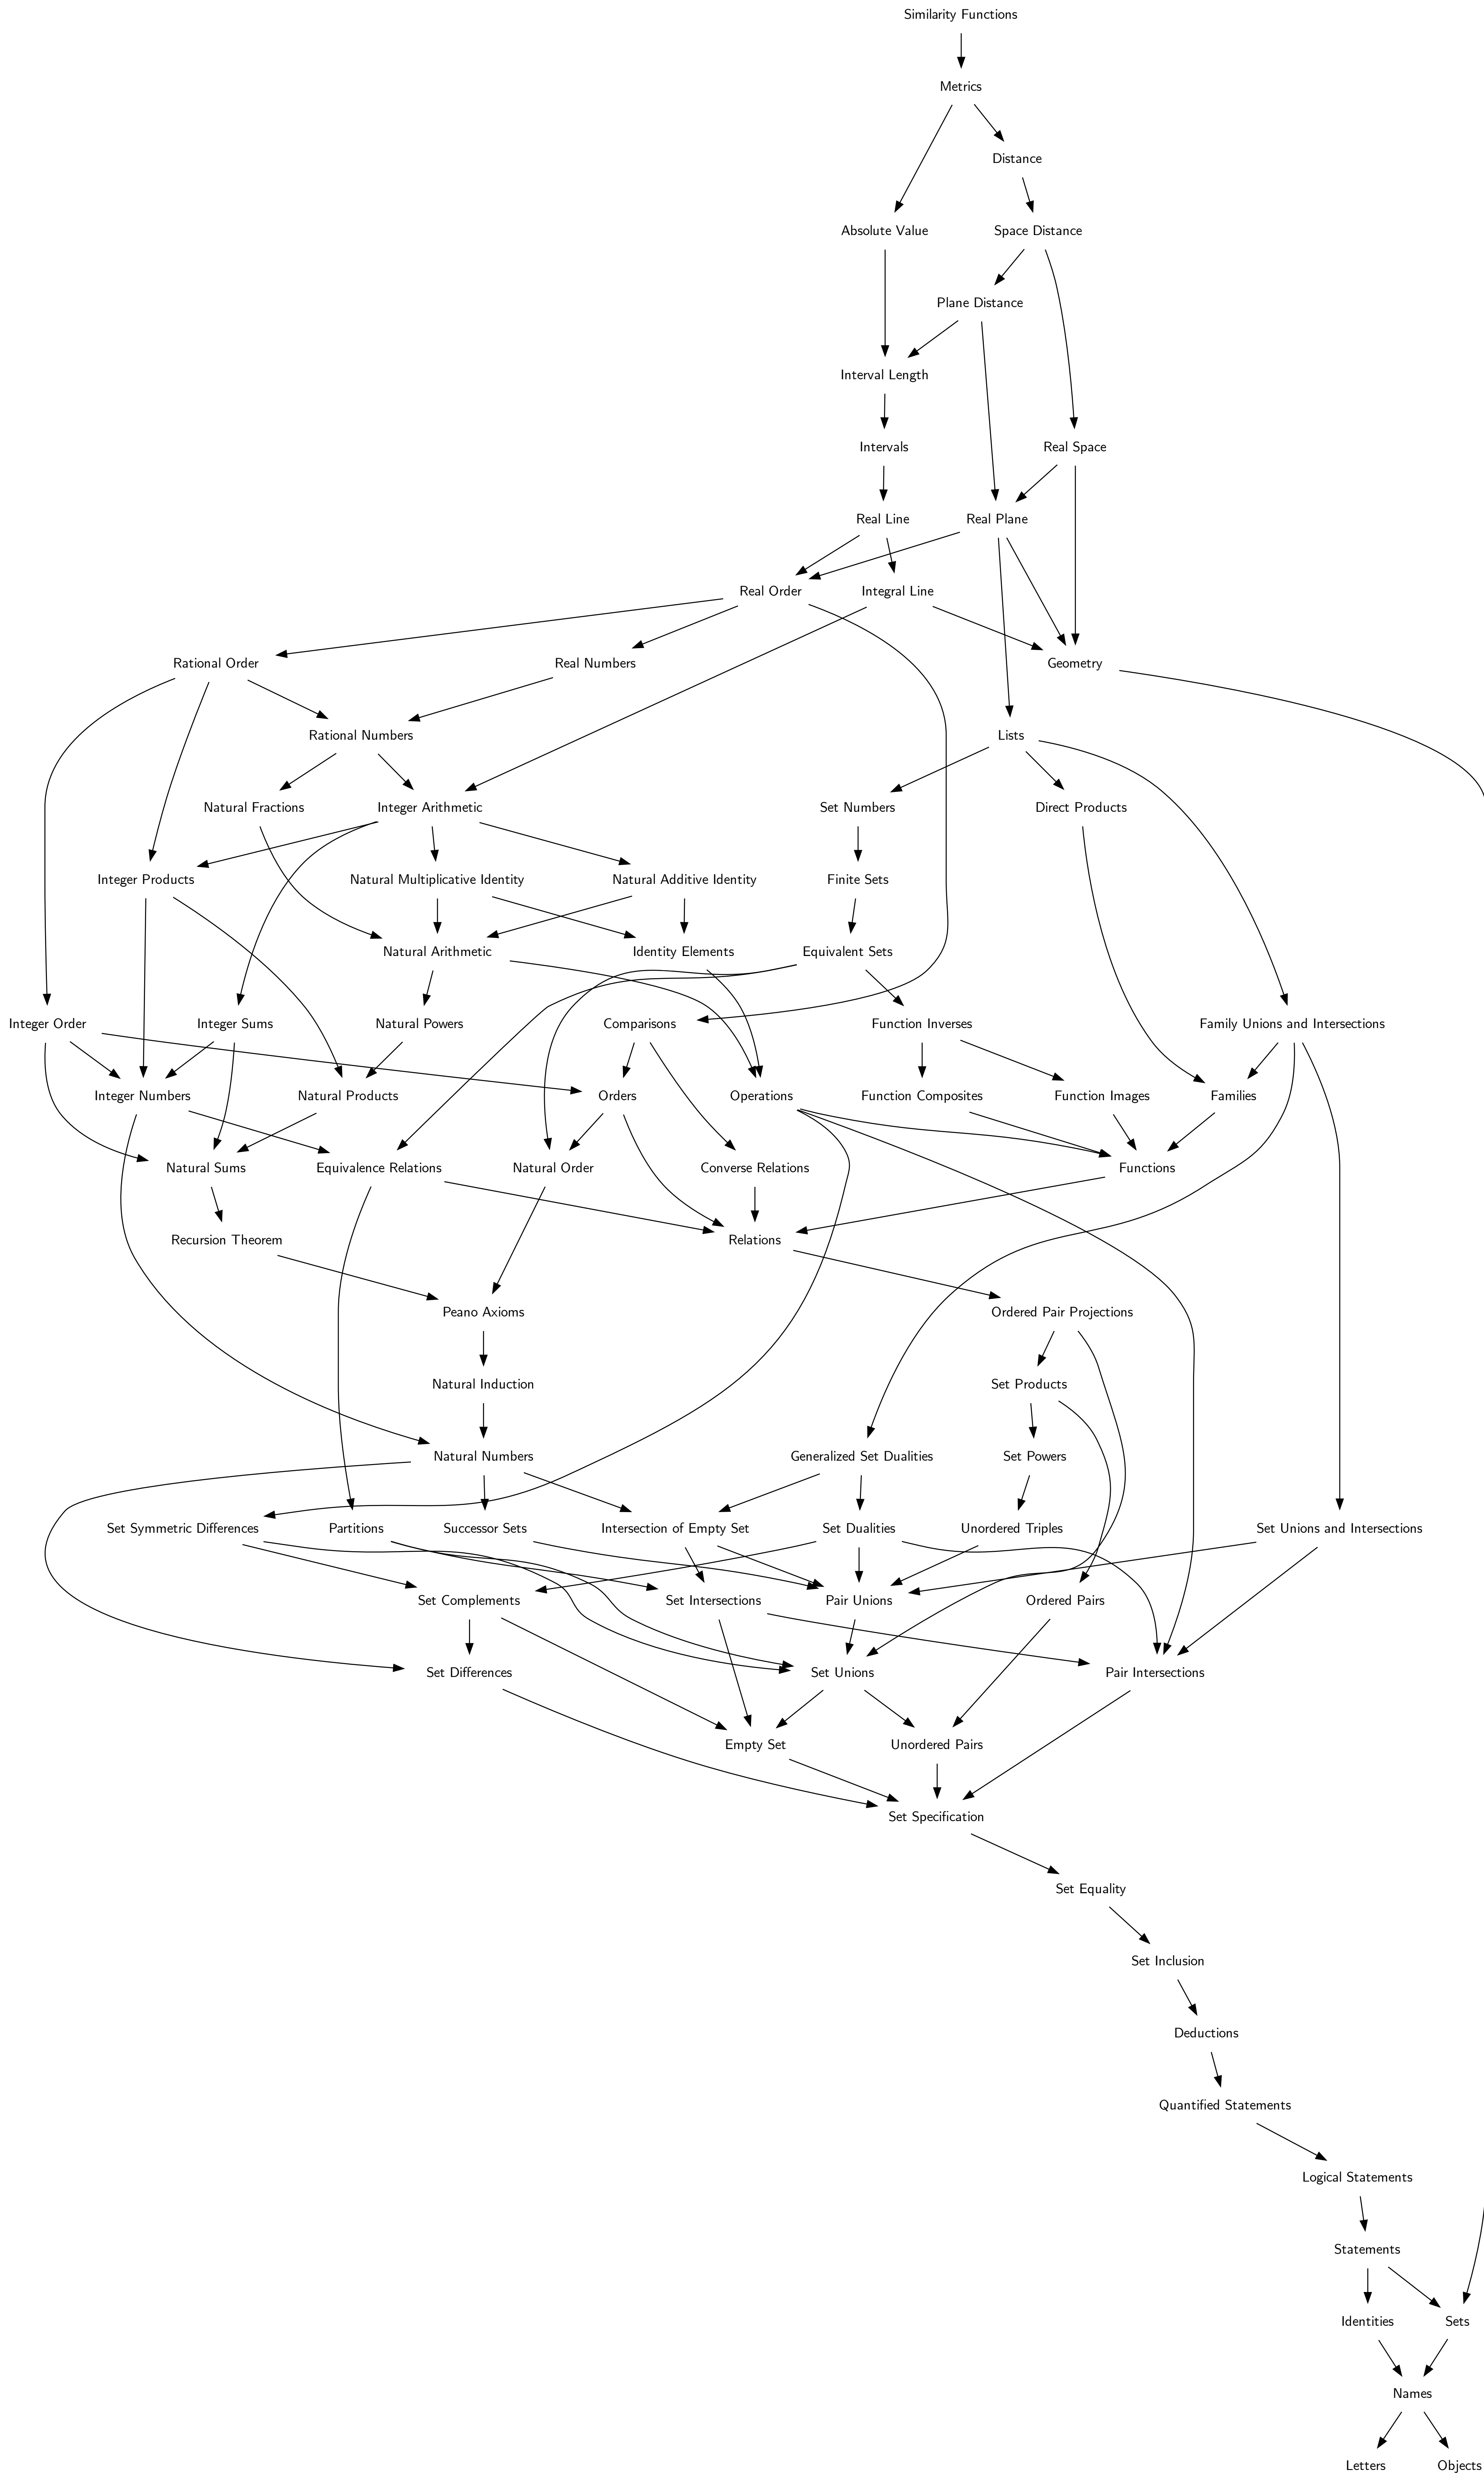 Similarity Functions
Metrics
Distance
Absolute Value
Space Distance
Plane Distance
Interval Length
Intervals
Real Space
Real Line
Real Plane
Real Order
Integral Line
Rational Order
Real Numbers
Geometry
Rational Numbers
Lists
Natural Fractions
Integer Arithmetic
Set Numbers
Direct Products
Integer Products
Natural Multiplicative Identity
Natural Additive Identity
Finite Sets
Natural Arithmetic
Identity Elements
Equivalent Sets
Integer Order
Integer Sums
Natural Powers
Comparisons
Function Inverses
Family Unions and Intersections
Integer Numbers
Natural Products
Orders
Operations
Function Composites
Function Images
Families
Natural Sums
Equivalence Relations
Natural Order
Converse Relations
Functions
Recursion Theorem
Relations
Peano Axioms
Ordered Pair Projections
Natural Induction
Set Products
Natural Numbers
Generalized Set Dualities
Set Powers
Set Symmetric Differences
Partitions
Successor Sets
Intersection of Empty Set
Set Dualities
Unordered Triples
Set Unions and Intersections
Set Complements
Set Intersections
Pair Unions
Ordered Pairs
Set Differences
Set Unions
Pair Intersections
Empty Set
Unordered Pairs
Set Specification
Set Equality
Set Inclusion
Deductions
Quantified Statements
Logical Statements
Statements
Identities
Sets
Names
Letters
Objects